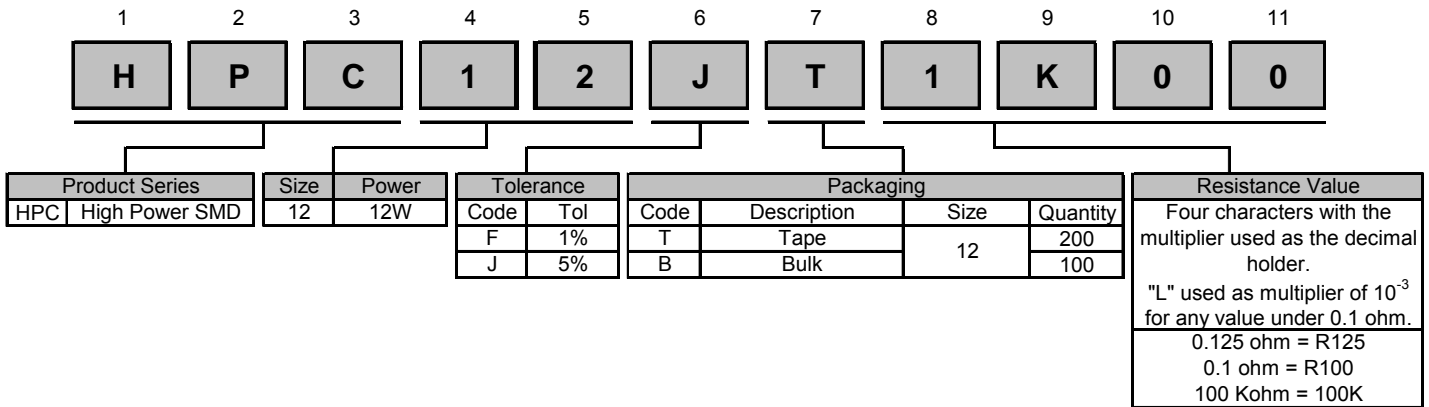 1 2 3 4 5 6 7 8 9 10 11
H P C 1 2 J T 1 K 0 0
Product Series
HPC High Power SMD
Size Power
12 12W
Tolerance
Code Tol
F 1%
J 5%
Packaging
Code Description Size Quantity
T Tape 12 200
B Bulk 100
Resistance Value
Four characters with the
multiplier used as the decimal
holder.
"L" used as multiplier of 10⁻³
for any value under 0.1 ohm.
0.125 ohm = R125
0.1 ohm = R100
100 Kohm = 100K